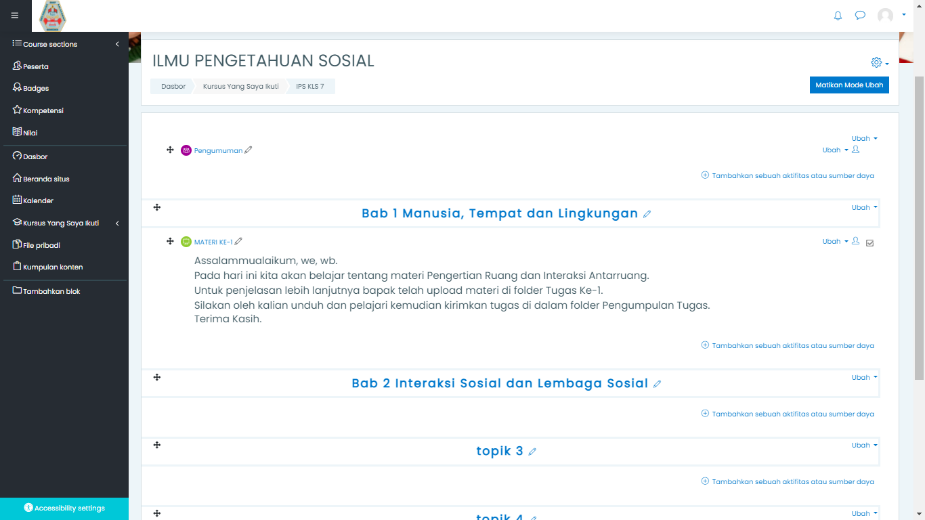 ILMU PENGETAHUAN SOSIAL
Dasbor
Kursus Yang Saya Ikuti
IPS KLS 7
Matikan Mode Ubah
Course sections
Peserta
Badges
Kompetensi
Nilai
Dasbor
Beranda situs
Kalender
Kursus Yang Saya Ikuti
File pribadi
Kumpulan konten
Tambahkan blok
Accessibility settings
Ubah
Pengumuman
Ubah
Tambahkan sebuah aktifitas atau sumber daya
Bab 1 Manusia, Tempat dan Lingkungan
Ubah
MATERI KE-1
Ubah
Assalammualaikum, we, wb.
Pada hari ini kita akan belajar tentang materi Pengertian Ruang dan Interaksi Antarruang.
Untuk penjelasan lebih lanjutnya bapak telah upload materi di folder Tugas Ke-1.
Silakan oleh kalian unduh dan pelajari kemudian kirimkan tugas di dalam folder Pengumpulan Tugas.
Terima Kasih.
Tambahkan sebuah aktifitas atau sumber daya
Bab 2 Interaksi Sosial dan Lembaga Sosial
Ubah
Tambahkan sebuah aktifitas atau sumber daya
topik 3
Ubah
Tambahkan sebuah aktifitas atau sumber daya
topik 4
Ubah